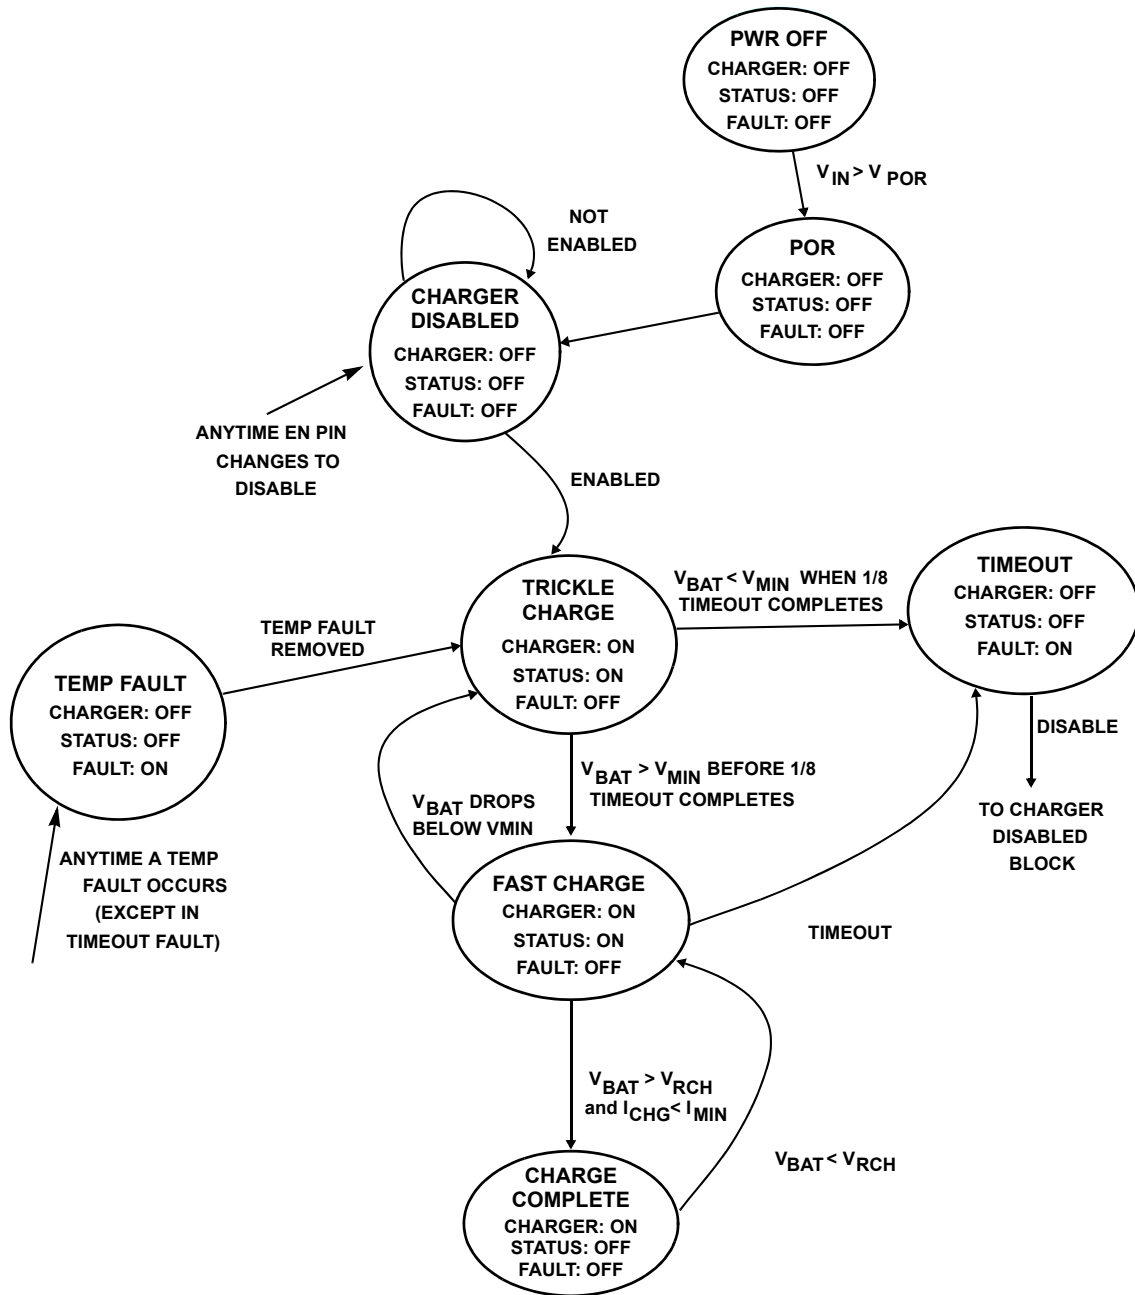 PWR OFF
CHARGER: OFF
STATUS: OFF
FAULT: OFF
VIN > V POR
POR
CHARGER: OFF
STATUS: OFF
FAULT: OFF
NOT
ENABLED
CHARGER
DISABLED
CHARGER: OFF
STATUS: OFF
FAULT: OFF
ANYTIME EN PIN
CHANGES TO
DISABLE
ENABLED
TRICKLE
CHARGE
CHARGER: ON
STATUS: ON
FAULT: OFF
VBAT < VMIN WHEN 1/8
TIMEOUT COMPLETES
TIMEOUT
CHARGER: OFF
STATUS: OFF
FAULT: ON
DISABLE
TO CHARGER
DISABLED
BLOCK
TEMP FAULT
REMOVED
TEMP FAULT
CHARGER: OFF
STATUS: OFF
FAULT: ON
ANYTIME A TEMP
FAULT OCCURS
(EXCEPT IN
TIMEOUT FAULT)
VBAT DROPS
BELOW VMIN
VBAT > VMIN BEFORE 1/8
TIMEOUT COMPLETES
FAST CHARGE
CHARGER: ON
STATUS: ON
FAULT: OFF
TIMEOUT
VBAT > VRCH
and ICHG < IMIN
VBAT < VRCH
CHARGE
COMPLETE
CHARGER: ON
STATUS: OFF
FAULT: OFF